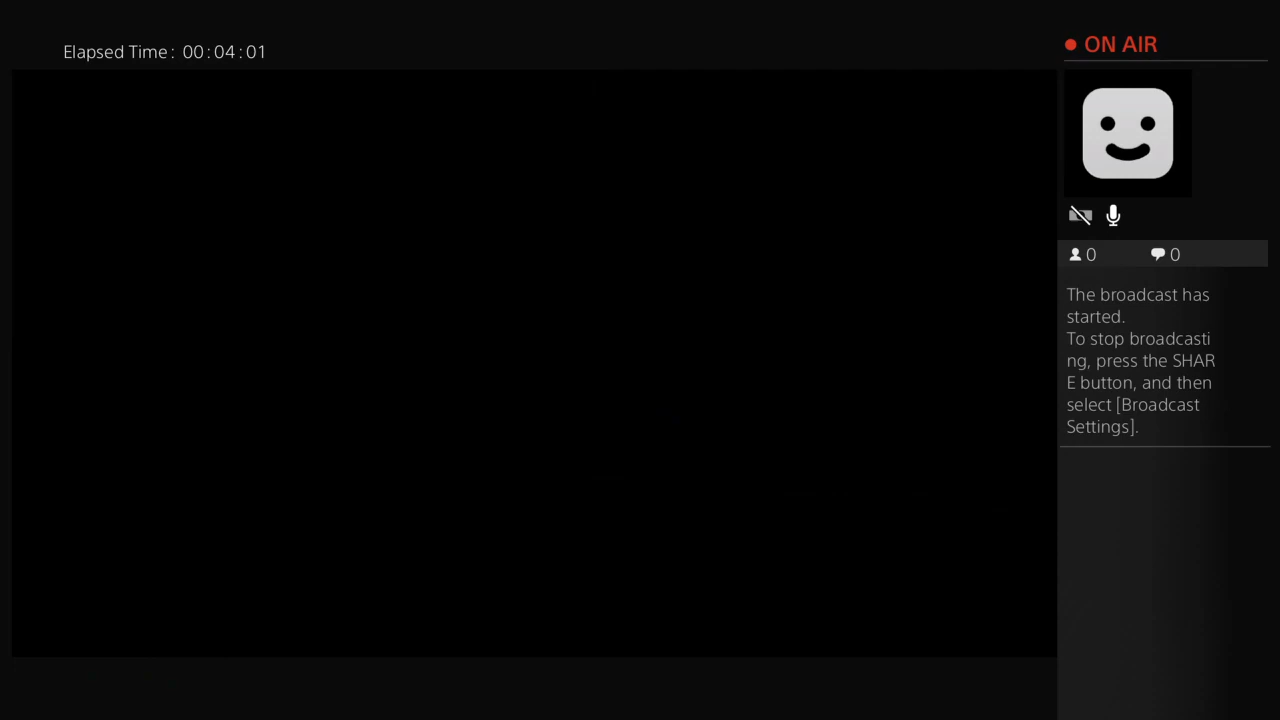 Elapsed Time: 00:04:01
ON AIR
0 0
The broadcast has
started.
To stop broadcasti
ng, press the SHAR
E button, and then
select [Broadcast
Settings].